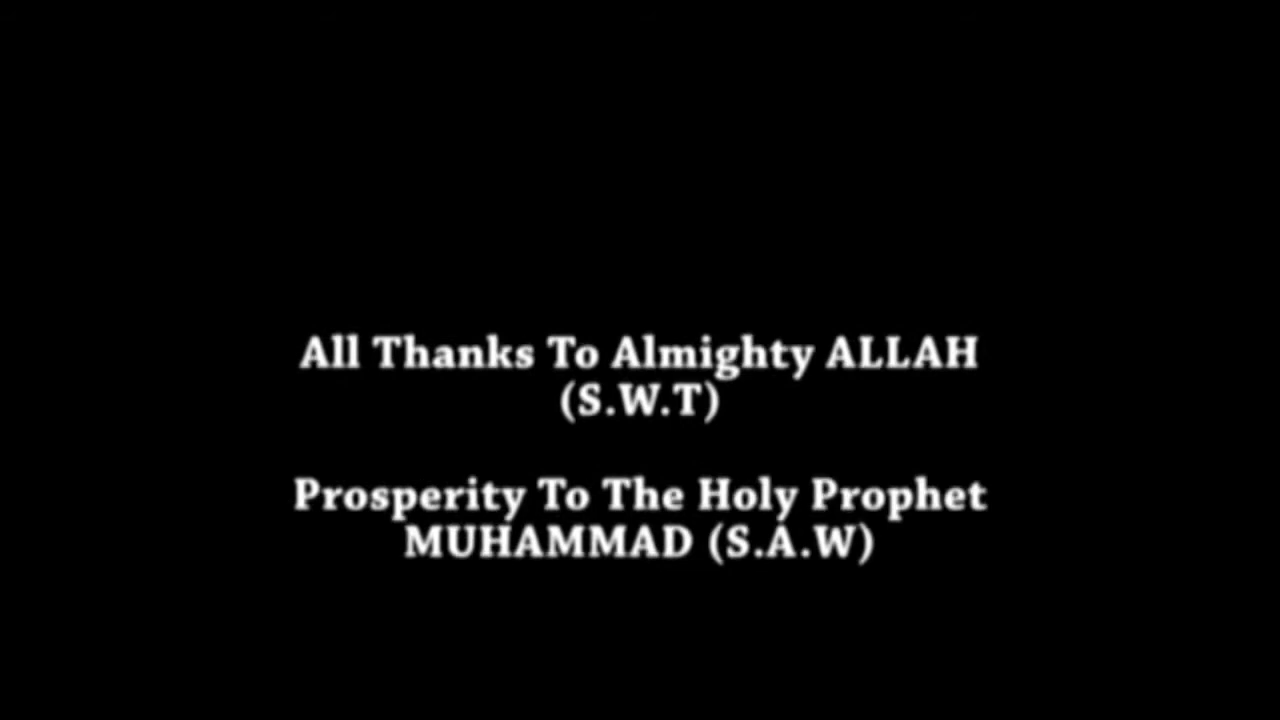 All Thanks To Almighty ALLAH
(S.W.T)
Prosperity To The Holy Prophet
MUHAMMAD (S.A.W)